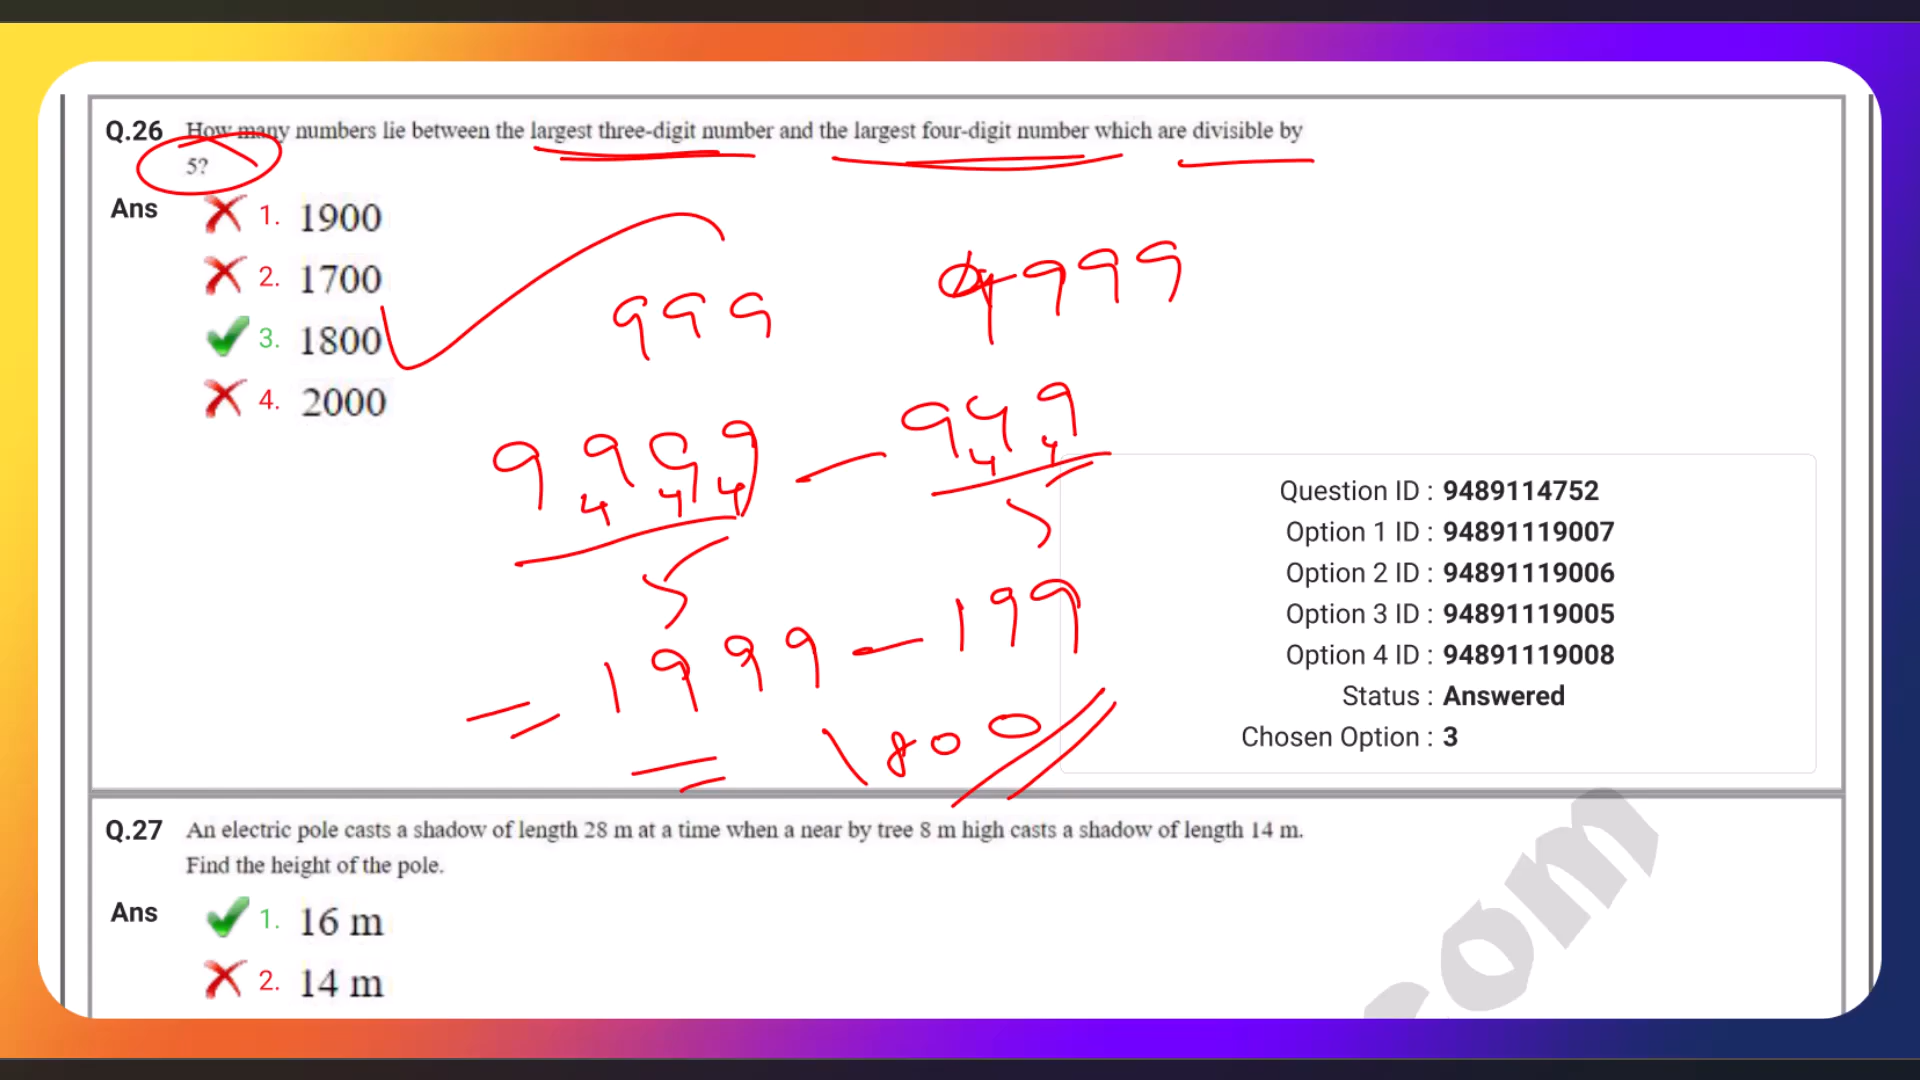 Q.26 How many numbers lie between the largest three-digit number and the largest four-digit number which are divisible by
5?
Ans
1. 1900
2. 1700
3. 1800
4. 2000
999 9999
9999 - 999
4 4 4 4 4
5 5
= 1999 - 199
= 1800
Question ID : 9489114752
Option 1 ID : 94891119007
Option 2 ID : 94891119006
Option 3 ID : 94891119005
Option 4 ID : 94891119008
Status : Answered
Chosen Option : 3
Q.27 An electric pole casts a shadow of length 28 m at a time when a near by tree 8 m high casts a shadow of length 14 m.
Find the height of the pole.
Ans
1. 16 m
2. 14 m
com